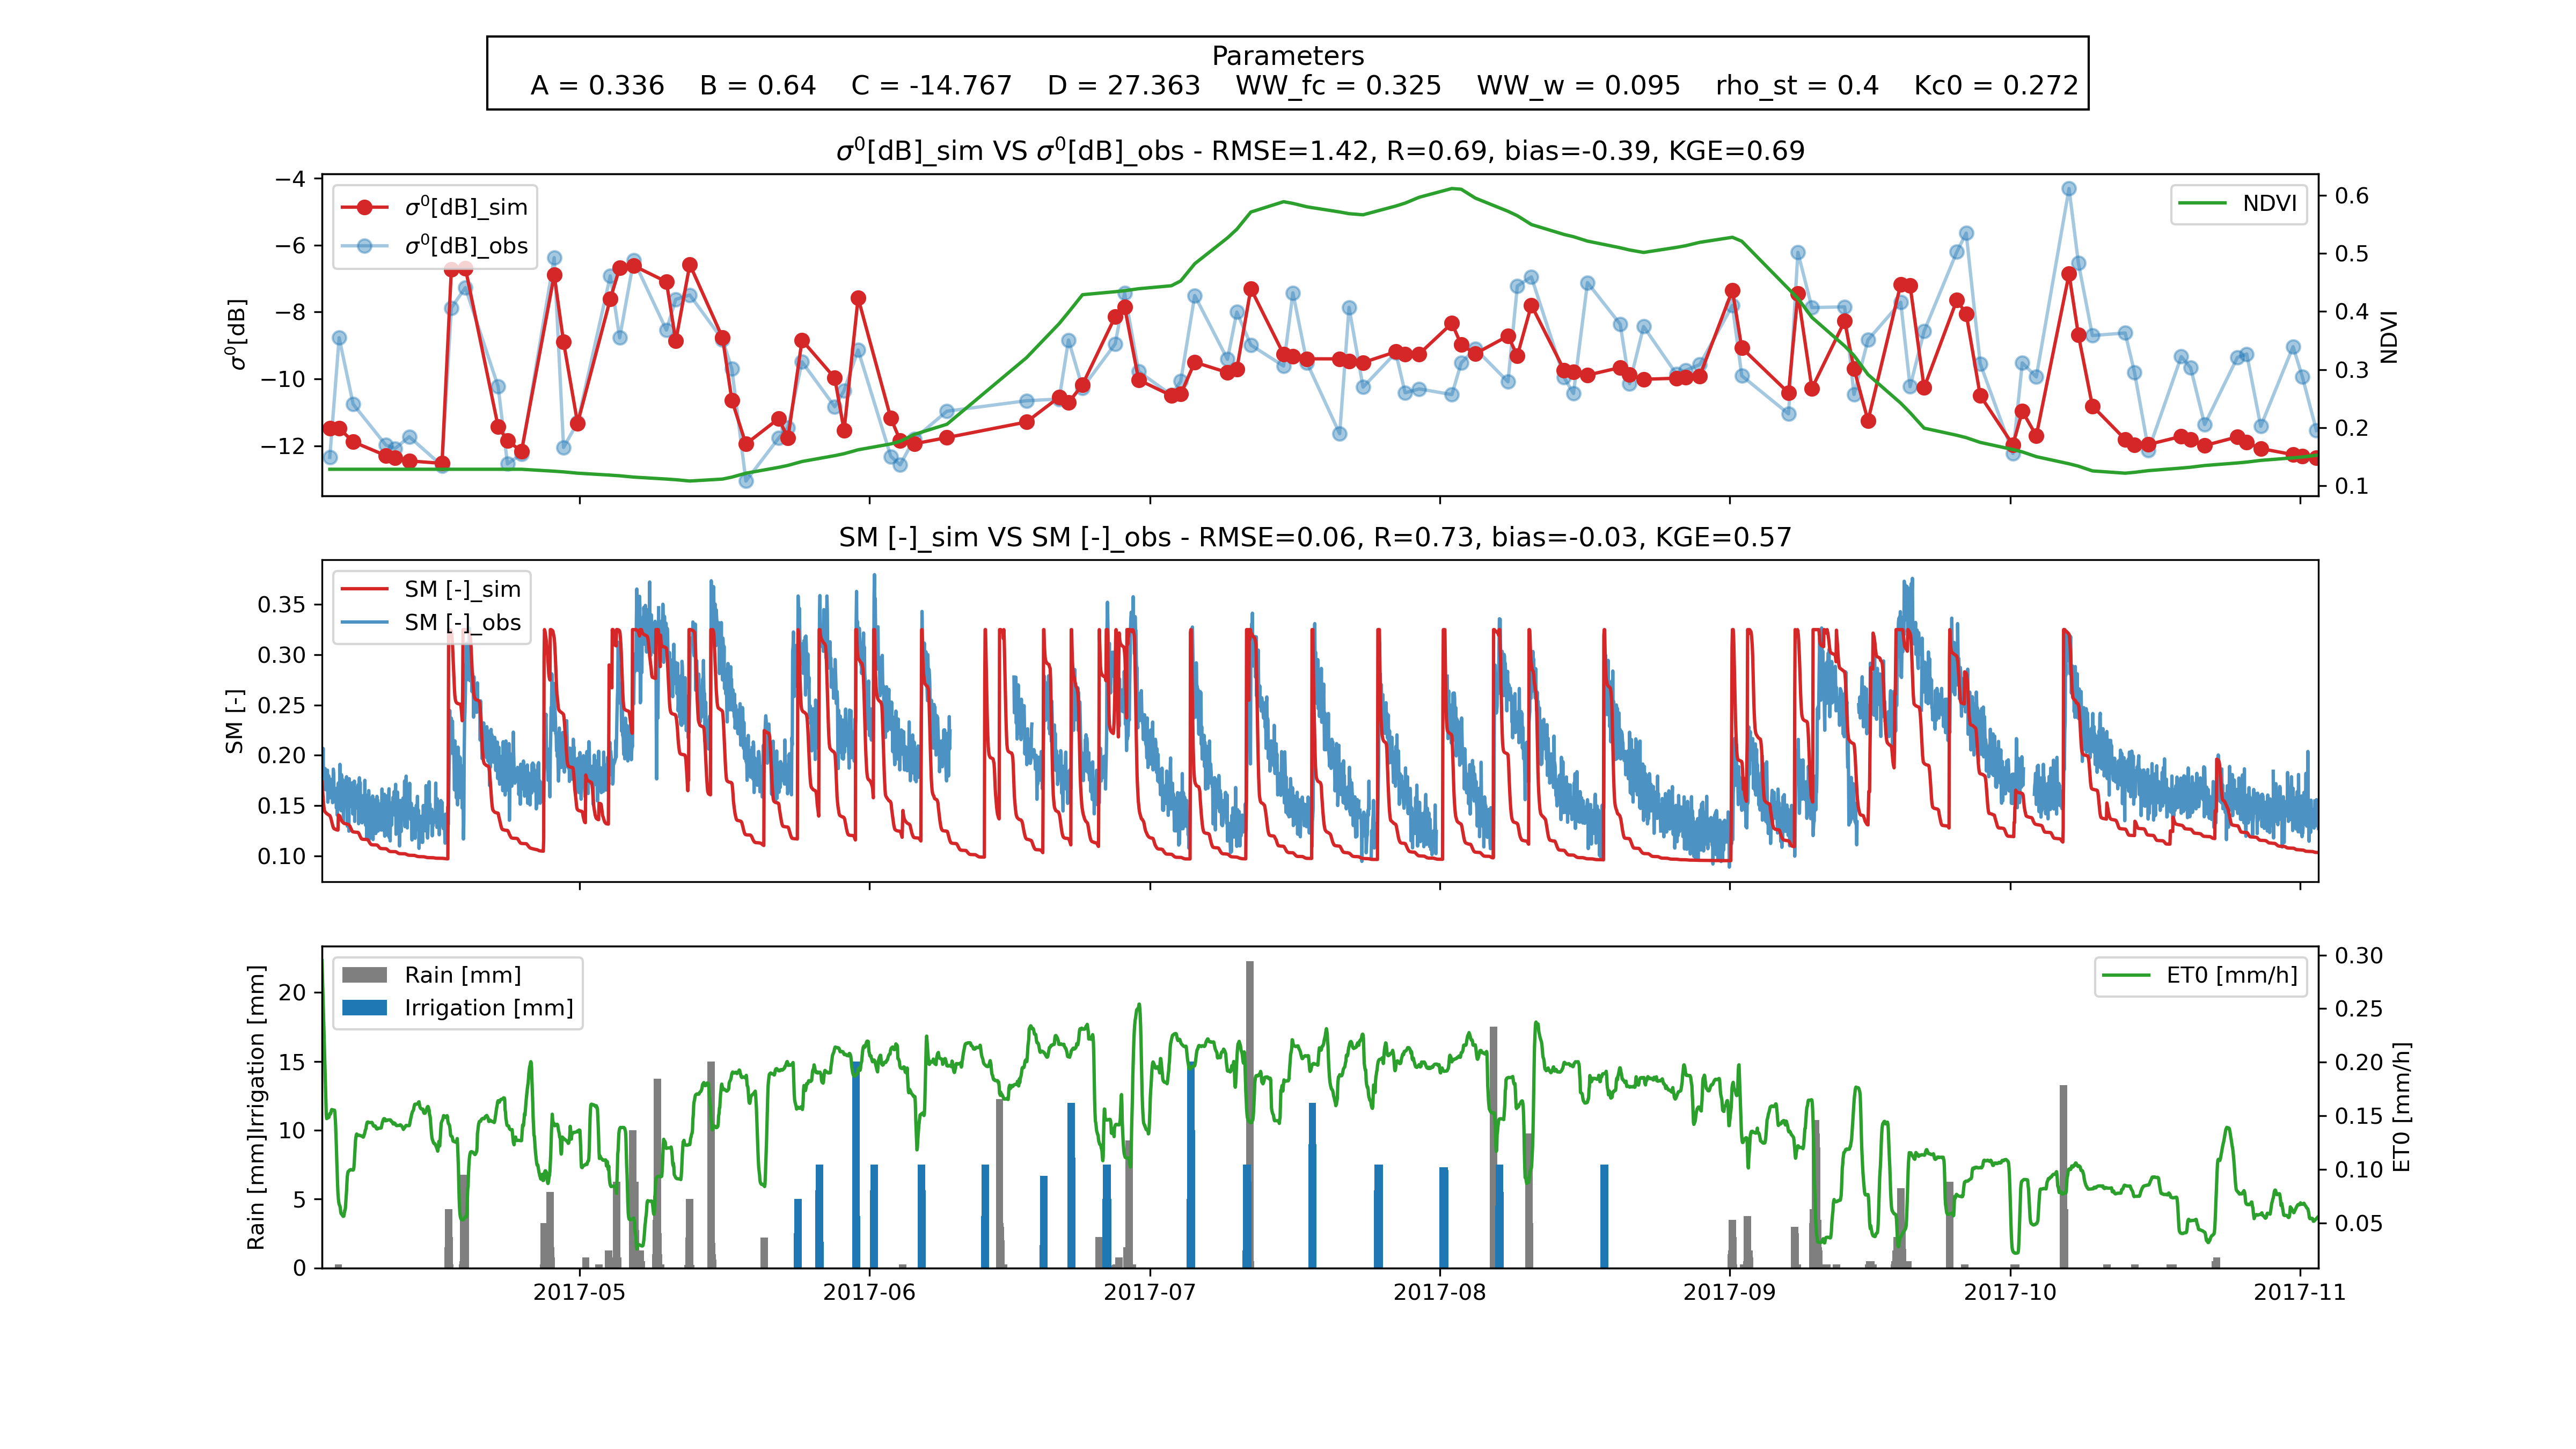 Parameters
A = 0.336 B = 0.64 C = -14.767 D = 27.363 WW_fc = 0.325 WW_w = 0.095 rho_st = 0.4 Kc0 = 0.272
σ⁰[dB]_sim VS σ⁰[dB]_obs - RMSE=1.42, R=0.69, bias=-0.39, KGE=0.69
σ⁰[dB]_sim
σ⁰[dB]_obs
NDVI
σ⁰[dB]
−4
−6
−8
−10
−12
0.6
0.5
0.4
0.3
0.2
0.1
NDVI
SM [-]_sim VS SM [-]_obs - RMSE=0.06, R=0.73, bias=-0.03, KGE=0.57
SM [-]_sim
SM [-]_obs
SM [-]
0.35
0.30
0.25
0.20
0.15
0.10
Rain [mm]
Irrigation [mm]
ET0 [mm/h]
Rain [mm]Irrigation [mm]
20
15
10
5
0
0.30
0.25
0.20
0.15
0.10
0.05
ET0 [mm/h]
2017-05 2017-06 2017-07 2017-08 2017-09 2017-10 2017-11